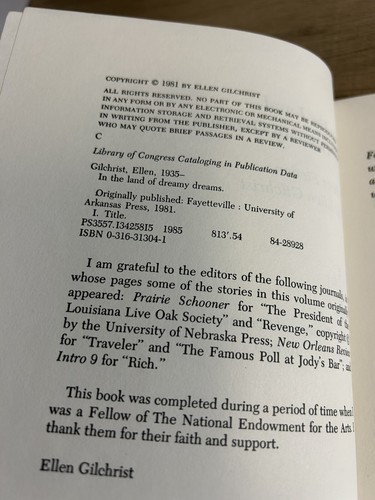 COPYRIGHT © 1981 BY ELLEN GILCHRIST
ALL RIGHTS RESERVED. NO PART OF THIS BOOK MAY BE
IN ANY FORM OR BY ANY ELECTRONIC OR MECHANICAL MEANS
INFORMATION STORAGE AND RETRIEVAL SYSTEMS WITHOUT
IN WRITING FROM THE PUBLISHER, EXCEPT BY A REVIEWER
WHO MAY QUOTE BRIEF PASSAGES IN A REVIEW.
C
Library of Congress Cataloging in Publication Data
Gilchrist, Ellen, 1935–
In the land of dreamy dreams.
Originally published: Fayetteville : University of
Arkansas Press, 1981.
I. Title.
PS3557.I3425815 1985 813'.54 84-28928
ISBN 0-316-31304-1
I am grateful to the editors of the following journals,
whose pages some of the stories in this volume
appeared: Prairie Schooner for "The President of
Louisiana Live Oak Society" and "Revenge," copyright
by the University of Nebraska Press; New Orleans
for "Traveler" and "The Famous Poll at Jody's Bar";
Intro 9 for "Rich."
This book was completed during a period of time when
was a Fellow of The National Endowment for the Arts.
thank them for their faith and support.
Ellen Gilchrist